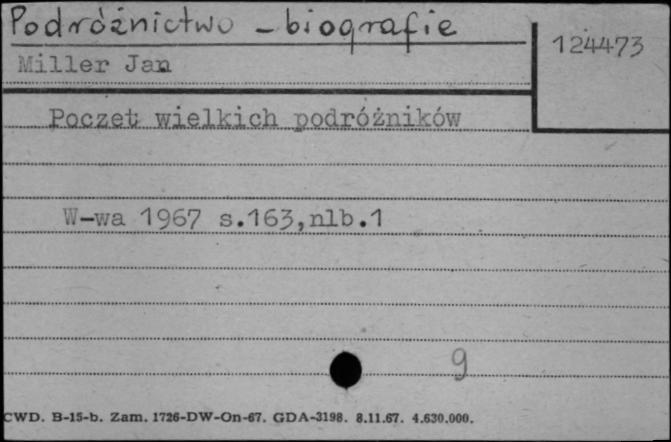 Podróżnictwo - biografie
124473
Miller Jan
Poczet wielkich podróżników
W-wa 1967 s.163,nlb.1
9
CWD. B-15-b. Zam. 1726-DW-On-67. GDA-3198. 8.11.67. 4.630.000.